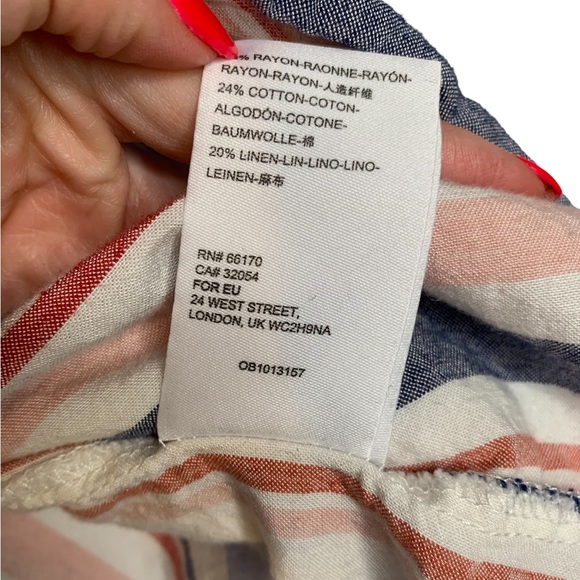 % RAYON-RAONNE-RAYÓN-
RAYON-RAYON-人造纤维
24% COTTON-COTON-
ALGODÓN-COTONE-
BAUMWOLLE-棉
20% LINEN-LIN-LINO-LINO-
LEINEN-麻布
RN# 66170
CA# 32054
FOR EU
24 WEST STREET,
LONDON, UK WC2H9NA
OB1013157